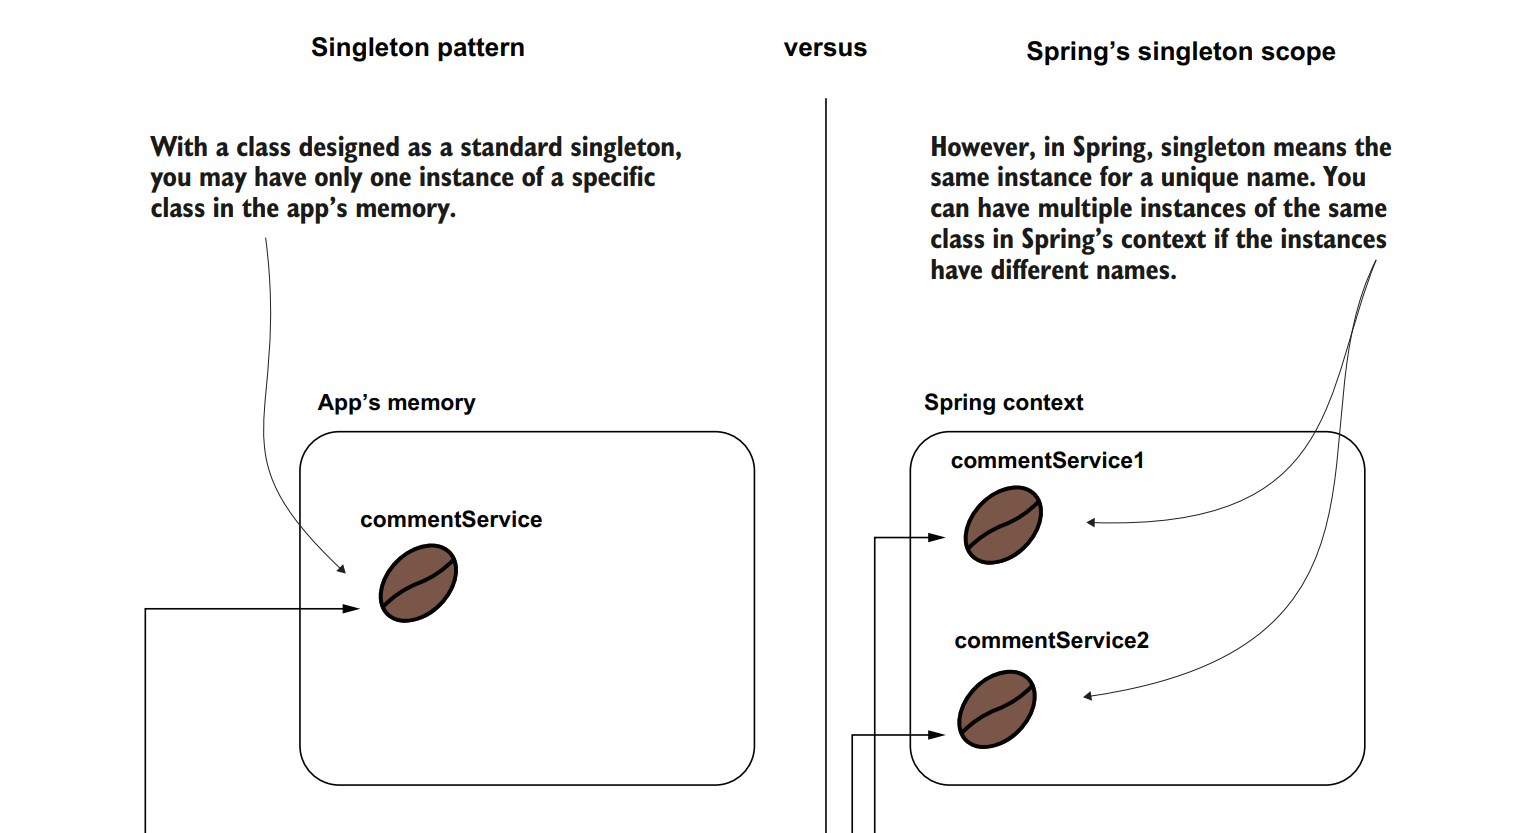 Singleton pattern
versus
Spring’s singleton scope
With a class designed as a standard singleton,
you may have only one instance of a specific
class in the app’s memory.
However, in Spring, singleton means the
same instance for a unique name. You
can have multiple instances of the same
class in Spring’s context if the instances
have different names.
App’s memory
commentService
Spring context
commentService1
commentService2